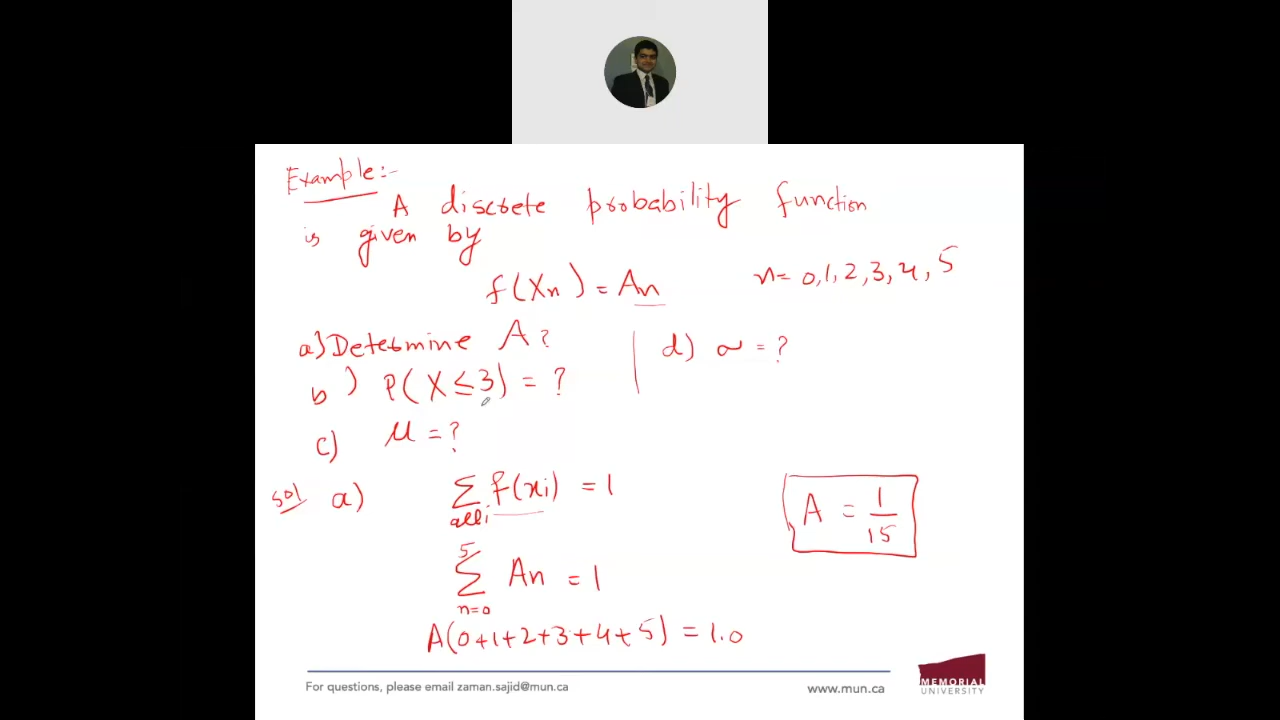 Example:-
A discrete probability function
is given by
f(Xn) = An n= 0,1,2,3,4,5
a) Determine A?
b) P(X≤3) = ?
c) μ = ?
d) σ = ?
Sol a) ∑ all i f(xi) = 1
5 ∑ n=0 An = 1
A(0+1+2+3+4+5) = 1.0
A = 1/15
For questions, please email zaman.sajid@mun.ca
www.mun.ca
MEMORIAL
UNIVERSITY